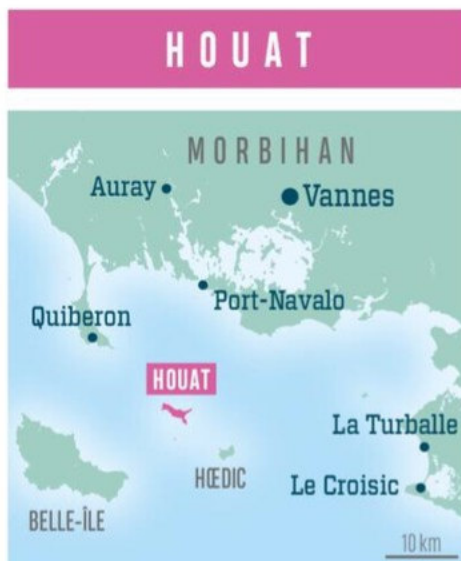 HOUAT
MORBIHAN
Auray
Vannes
Port-Navalo
Quiberon
HOUAT
La Turballe
HŒDIC
Le Croisic
BELLE-ÎLE
10 km